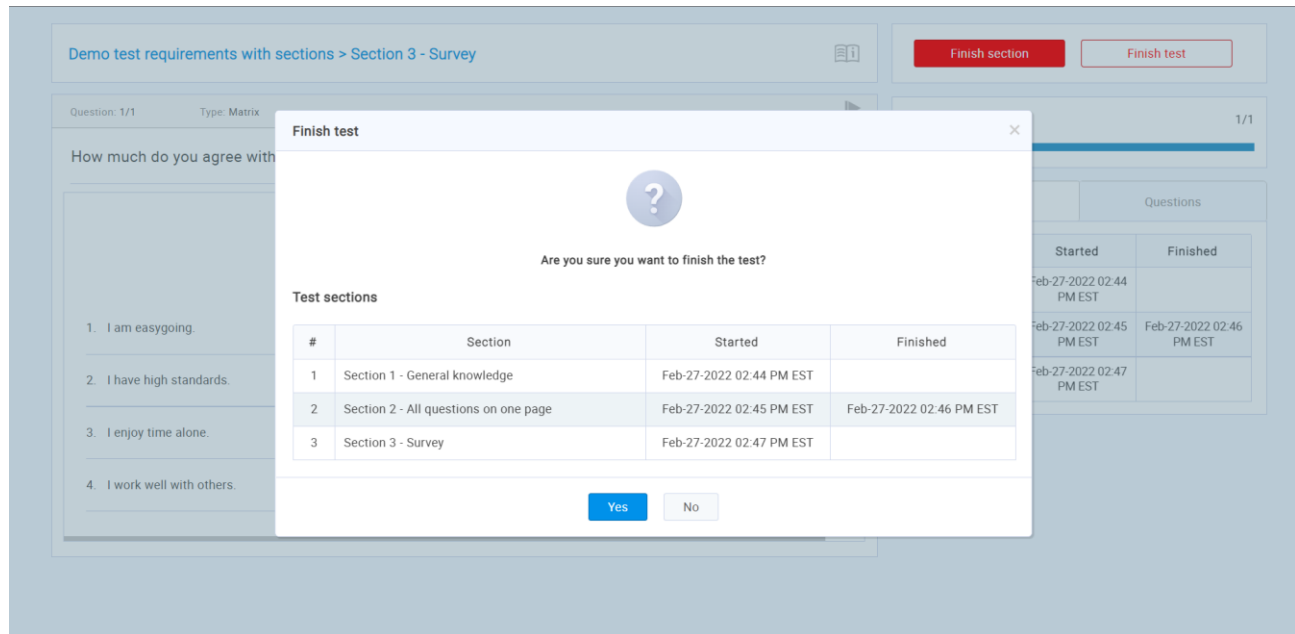 Demo test requirements with sections > Section 3 - Survey
Finish section
Finish test
Question: 1/1 Type: Matrix
1/1
How much do you agree with
Questions
Started Finished
Feb-27-2022 02:44
PM EST
Feb-27-2022 02:45 Feb-27-2022 02:46
PM EST PM EST
Feb-27-2022 02:47
PM EST
1. I am easygoing.
2. I have high standards.
3. I enjoy time alone.
4. I work well with others.
Finish test
?
Are you sure you want to finish the test?
Test sections
# Section Started Finished
1 Section 1 - General knowledge Feb-27-2022 02:44 PM EST
2 Section 2 - All questions on one page Feb-27-2022 02:45 PM EST Feb-27-2022 02:46 PM EST
3 Section 3 - Survey Feb-27-2022 02:47 PM EST
Yes No